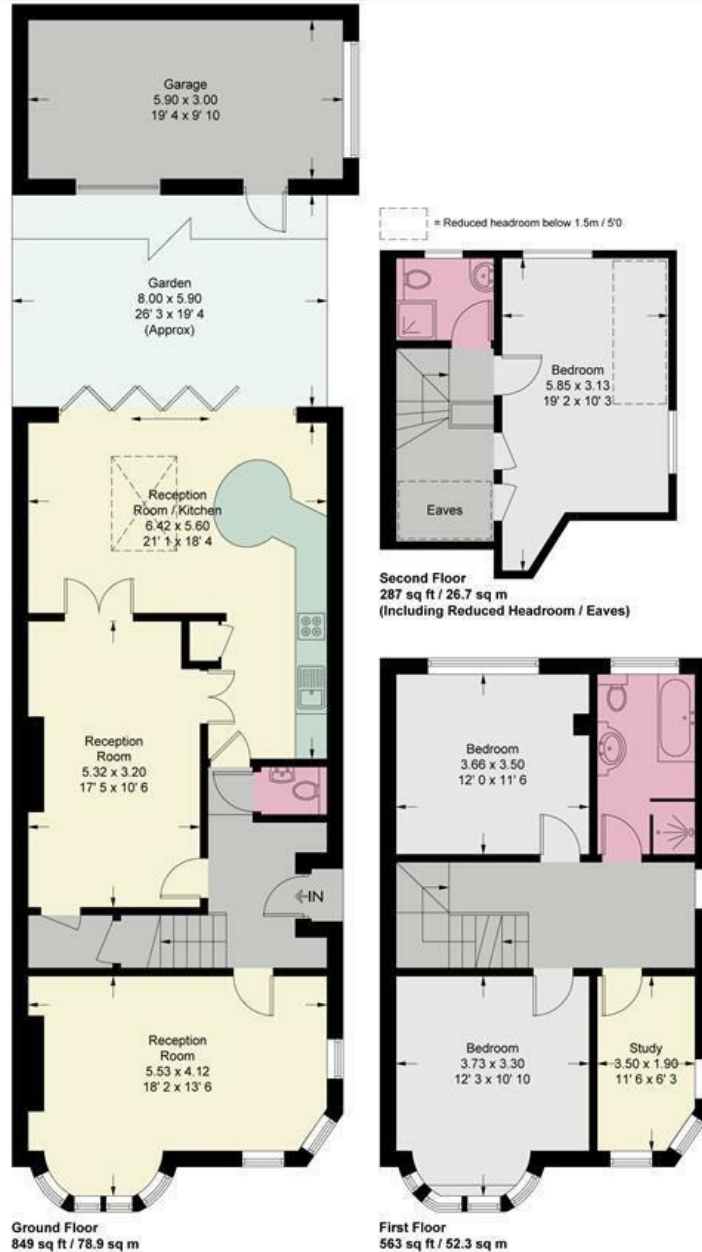 Garage
5.90 x 3.00
19' 4 x 9' 10
= Reduced headroom below 1.5m / 5'0
Garden
8.00 x 5.90
26' 3 x 19' 4
(Approx)
Bedroom
5.85 x 3.13
19' 2 x 10' 3
Eaves
Second Floor
287 sq ft / 26.7 sq m
(Including Reduced Headroom / Eaves)
Reception
Room / Kitchen
6.42 x 5.60
21' 1 x 18' 4
Reception
Room
5.32 x 3.20
17' 5 x 10' 6
IN
Reception
Room
5.53 x 4.12
18' 2 x 13' 6
Ground Floor
849 sq ft / 78.9 sq m
Bedroom
3.66 x 3.50
12' 0 x 11' 6
Bedroom
3.73 x 3.30
12' 3 x 10' 10
Study
3.50 x 1.90
11' 6 x 6' 3
First Floor
563 sq ft / 52.3 sq m